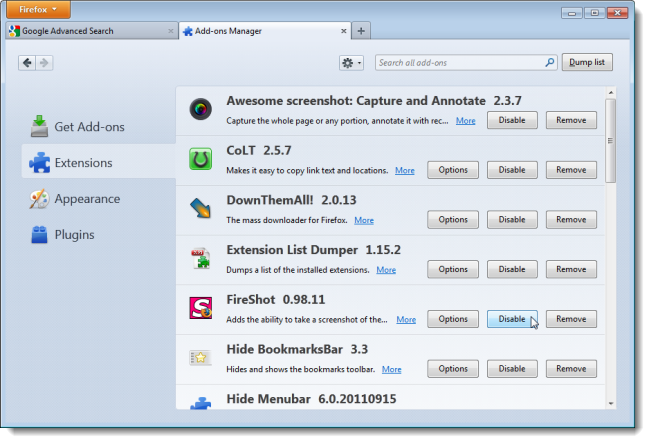 Firefox
Google Advanced Search
Add-ons Manager
Search all add-ons
Dump list
Get Add-ons
Extensions
Appearance
Plugins
Awesome screenshot: Capture and Annotate 2.3.7
Capture the whole page or any portion, annotate it with rec... More Disable Remove
CoLT 2.5.7
Makes it easy to copy link text and locations. More Options Disable Remove
DownThemAll! 2.0.13
The mass downloader for Firefox. More Options Disable Remove
Extension List Dumper 1.15.2
Dumps a list of the installed extensions. More Options Disable Remove
FireShot 0.98.11
Adds the ability to take a screenshot of the... More Options Disable Remove
Hide BookmarksBar 3.3
Hides and shows the bookmarks toolbar. More Options Disable Remove
Hide Menubar 6.0.20110915